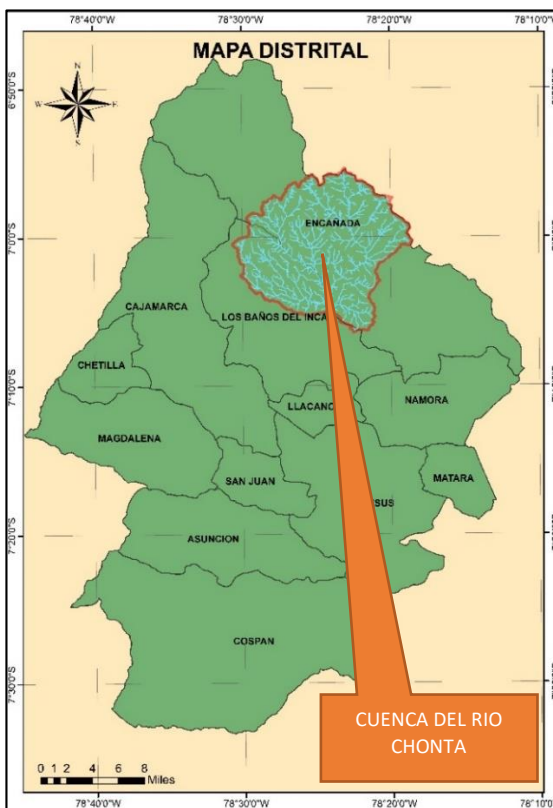 78°40'0"W 78°30'0"W 78°20'0"W 78°10'0"W
MAPA DISTRITAL
N
W E
S
6°50'0"S
ENCAÑADA
7°0'0"S
CAJAMARCA
LOS BAÑOS DEL INCA
CHETILLA
7°10'0"S
LLACANO
NAMORA
MAGDALENA
SAN JUAN
MATARA
SUS
7°20'0"S
ASUNCION
COSPAN
7°30'0"S
CUENCA DEL RIO
CHONTA
0 1 2 4 6 8
Miles
78°40'0"W 78°30'0"W 78°20'0"W 78°10'0"W